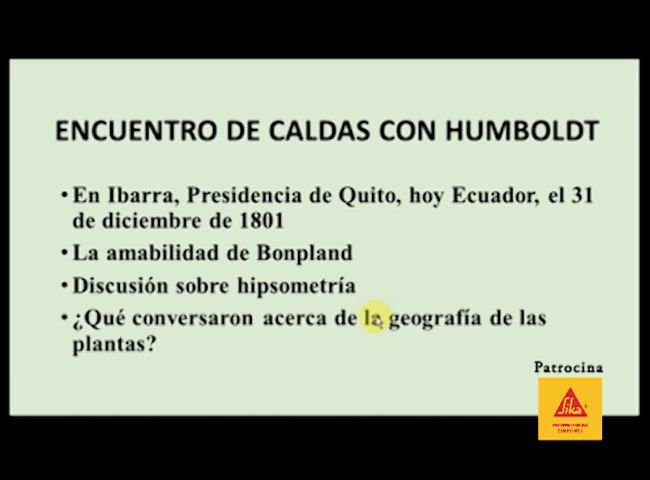 ENCUENTRO DE CALDAS CON HUMBOLDT
• En Ibarra, Presidencia de Quito, hoy Ecuador, el 31
de diciembre de 1801
• La amabilidad de Bonpland
• Discusión sobre hipsometría
• ¿Qué conversaron acerca de la geografía de las
plantas?
Patrocina
Sika